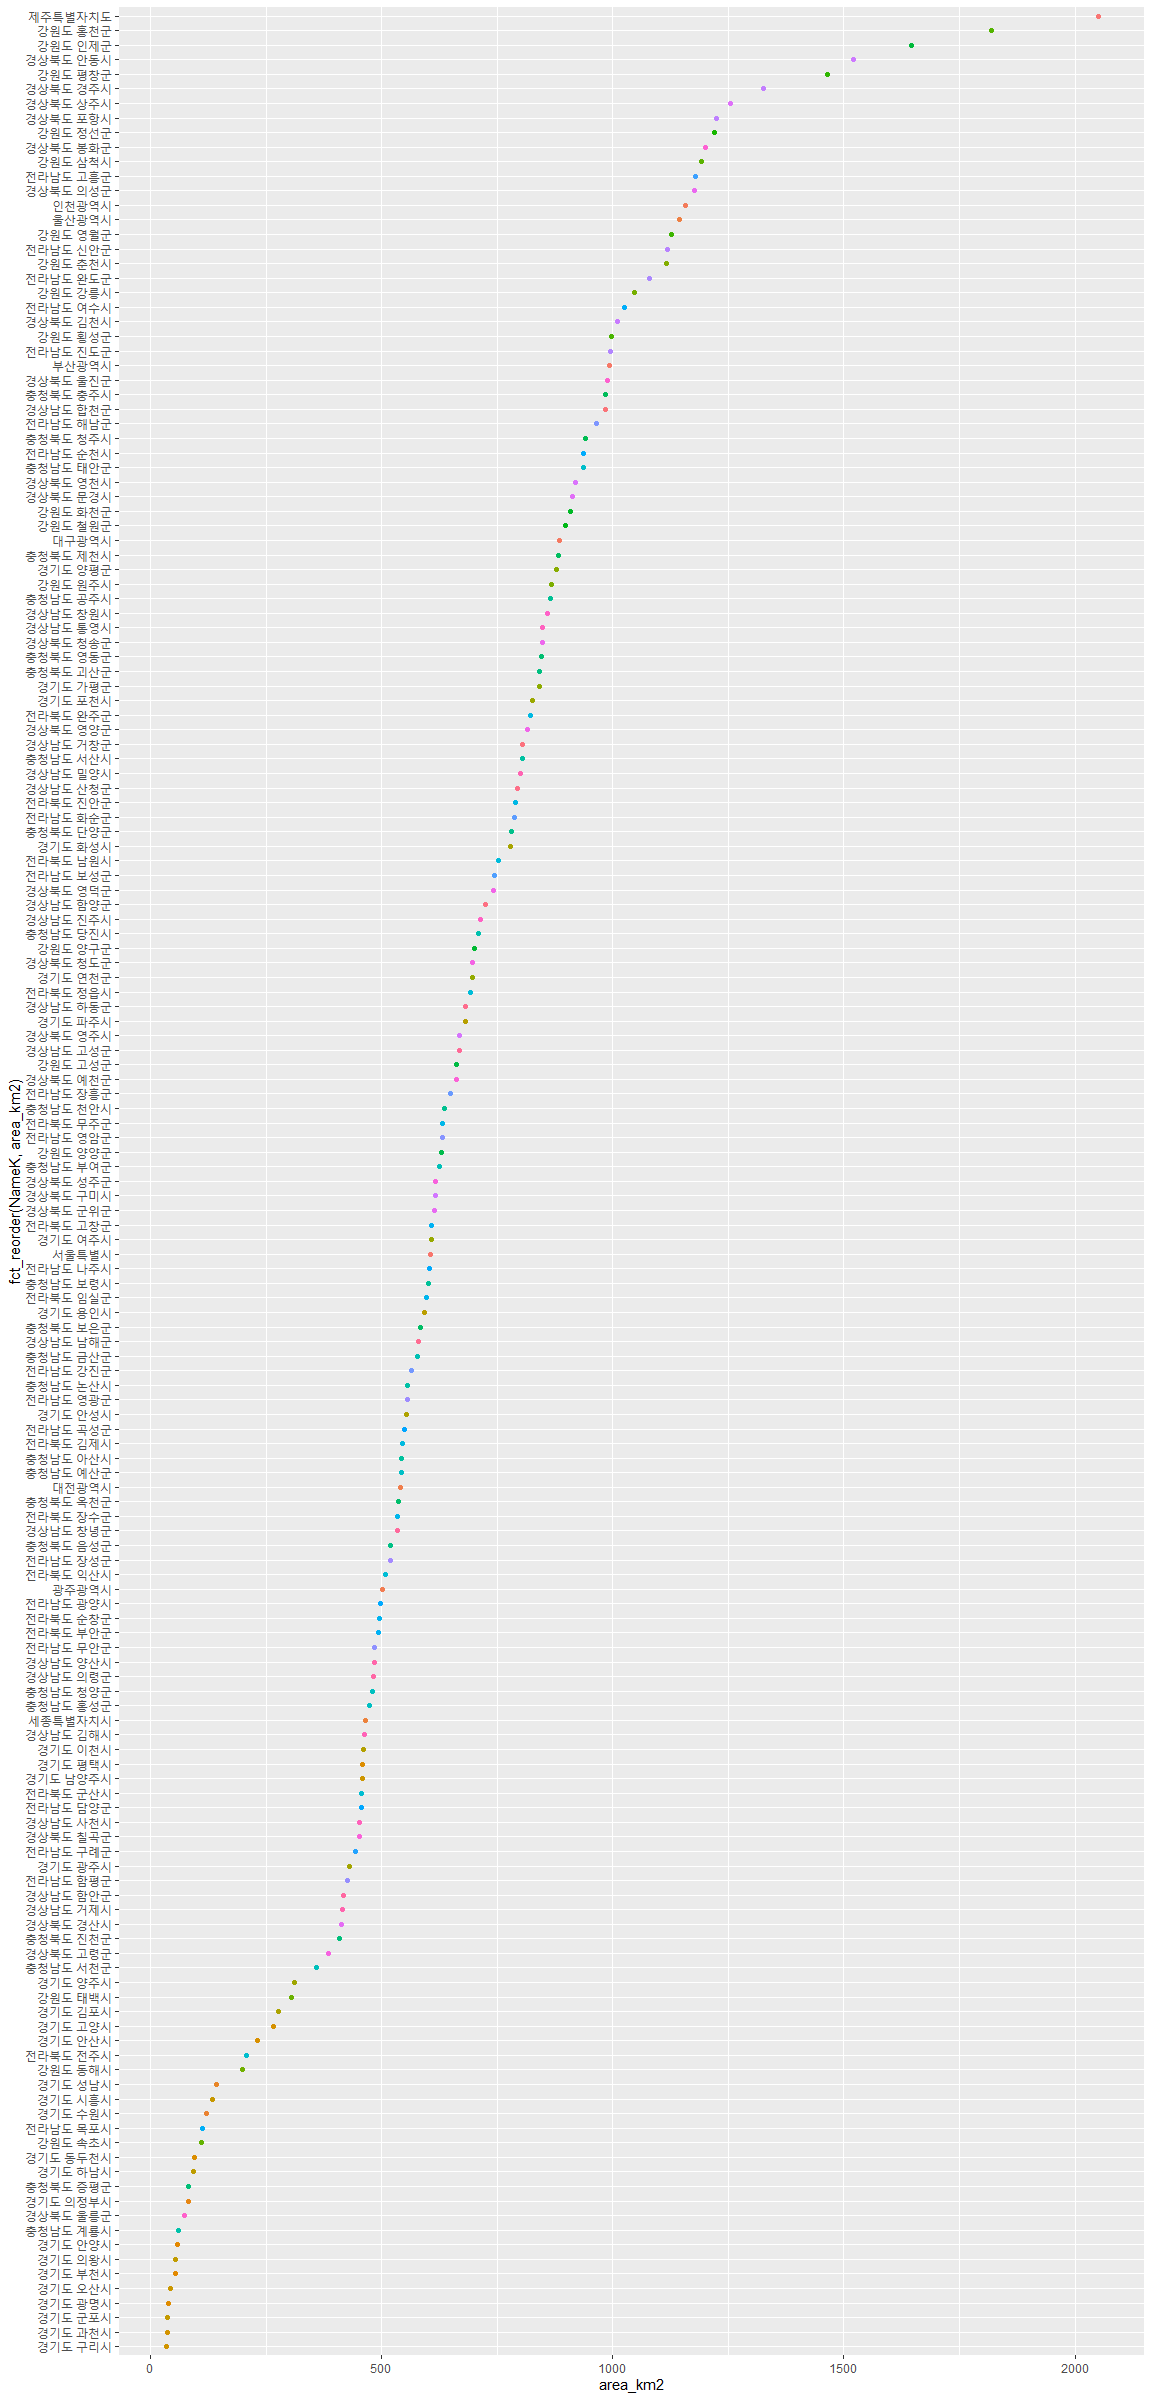 제주특별자치도
강원도 홍천군
강원도 인제군
경상북도 안동시
강원도 평창군
경상북도 경주시
경상북도 상주시
경상북도 포항시
강원도 정선군
경상북도 봉화군
강원도 삼척시
전라남도 고흥군
경상북도 의성군
인천광역시
울산광역시
강원도 영월군
전라남도 신안군
강원도 춘천시
전라남도 완도군
강원도 강릉시
전라남도 여수시
경상북도 김천시
강원도 횡성군
전라남도 진도군
부산광역시
경상북도 울진군
충청북도 충주시
경상남도 합천군
전라남도 해남군
충청북도 청주시
전라남도 순천시
충청남도 태안군
경상북도 영천시
경상북도 문경시
강원도 화천군
강원도 철원군
대구광역시
충청북도 제천시
경기도 양평군
강원도 원주시
충청남도 공주시
경상남도 창원시
경상남도 통영시
경상북도 청송군
충청북도 영동군
충청북도 괴산군
경기도 가평군
경기도 포천시
전라북도 완주군
경상북도 영양군
경상남도 거창군
충청남도 서산시
경상남도 밀양시
경상남도 산청군
전라북도 진안군
전라남도 화순군
충청북도 단양군
경기도 화성시
전라북도 남원시
전라남도 보성군
경상북도 영덕군
경상남도 함양군
경상남도 진주시
충청남도 당진시
강원도 양구군
경상북도 청도군
경기도 연천군
전라북도 정읍시
경상남도 하동군
경기도 파주시
경상북도 영주시
경상남도 고성군
강원도 고성군
경상북도 예천군
전라남도 장흥군
충청남도 천안시
전라북도 무주군
전라남도 영암군
강원도 양양군
충청남도 부여군
경상북도 성주군
경상북도 구미시
경상북도 군위군
전라북도 고창군
경기도 여주시
서울특별시
전라남도 나주시
충청남도 보령시
전라북도 임실군
경기도 용인시
충청북도 보은군
경상남도 남해군
충청남도 금산군
전라남도 강진군
충청남도 논산시
전라남도 영광군
경기도 안성시
전라남도 곡성군
전라북도 김제시
충청남도 아산시
충청남도 예산군
대전광역시
충청북도 옥천군
전라북도 장수군
경상남도 창녕군
충청북도 음성군
전라남도 장성군
전라북도 익산시
광주광역시
전라남도 광양시
전라북도 순창군
전라북도 부안군
전라남도 무안군
경상남도 양산시
경상남도 의령군
충청남도 청양군
충청남도 홍성군
세종특별자치시
경상남도 김해시
경기도 이천시
경기도 평택시
경기도 남양주시
전라북도 군산시
전라남도 담양군
경상남도 사천시
경상북도 칠곡군
전라남도 구례군
경기도 광주시
전라남도 함평군
경상남도 함안군
경상남도 거제시
경상북도 경산시
충청북도 진천군
경상북도 고령군
충청남도 서천군
경기도 양주시
강원도 태백시
경기도 김포시
경기도 고양시
경기도 안산시
전라북도 전주시
강원도 동해시
경기도 성남시
경기도 시흥시
경기도 수원시
전라남도 목포시
강원도 속초시
경기도 동두천시
경기도 하남시
충청북도 증평군
경기도 의정부시
경상북도 울릉군
충청남도 계룡시
경기도 안양시
경기도 의왕시
경기도 부천시
경기도 오산시
경기도 광명시
경기도 군포시
경기도 과천시
경기도 구리시
fct_reorder(NameK, area_km2)
0 500 1000 1500 2000
area_km2